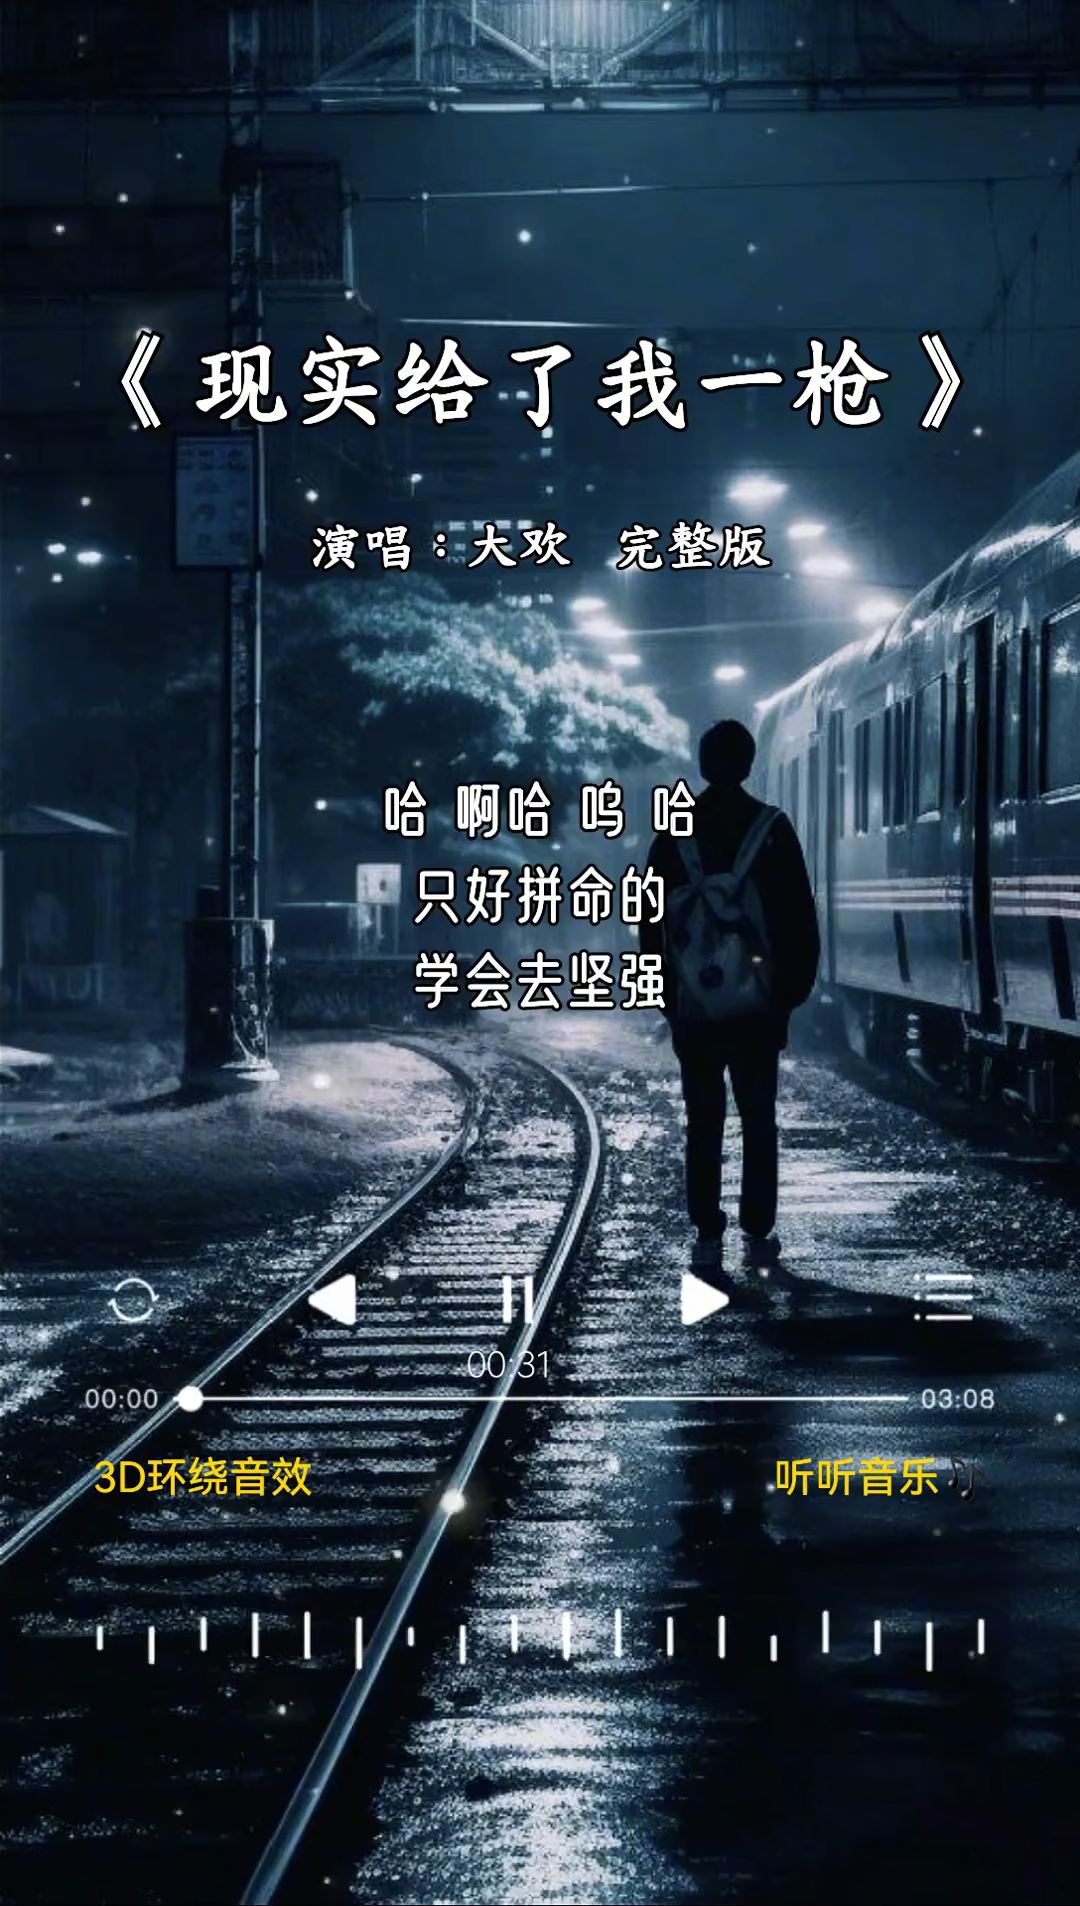 《现实给了我一枪》
演唱：大欢 完整版
哈 啊哈 呜 哈
只好拼命的
学会去坚强
00:31
00:00 03:08
3D环绕音效 听听音乐🎶